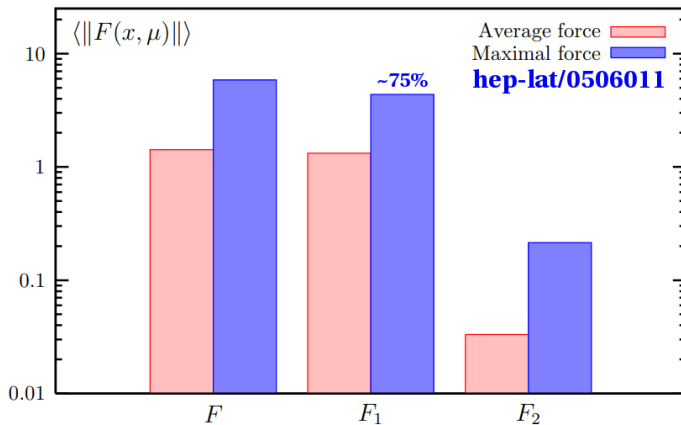 ⟨∥F(x, μ)∥⟩
Average force
Maximal force
hep-lat/0506011
~75%
10
1
0.1
0.01
F
F₁
F₂